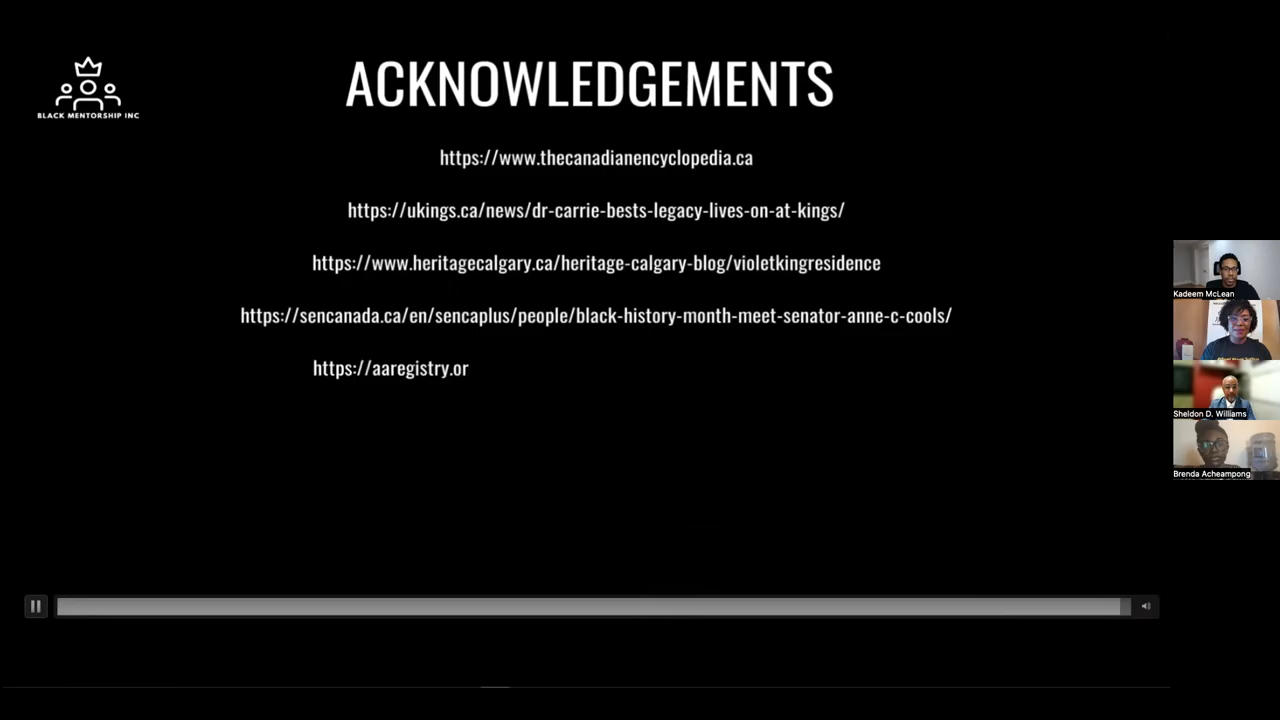 BLACK MENTORSHIP INC
ACKNOWLEDGEMENTS
https://www.thecanadianencyclopedia.ca
https://ukings.ca/news/dr-carrie-bests-legacy-lives-on-at-kings/
https://www.heritagecalgary.ca/heritage-calgary-blog/violetkingresidence
https://sencanada.ca/en/sencaplus/people/black-history-month-meet-senator-anne-c-cools/
https://aaregistry.or
Kadeem McLean
Sheldon D. Williams
Brenda Acheampong